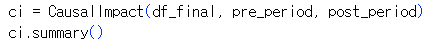 ci = CausalImpact(df_final, pre_period, post_period)
ci.summary()